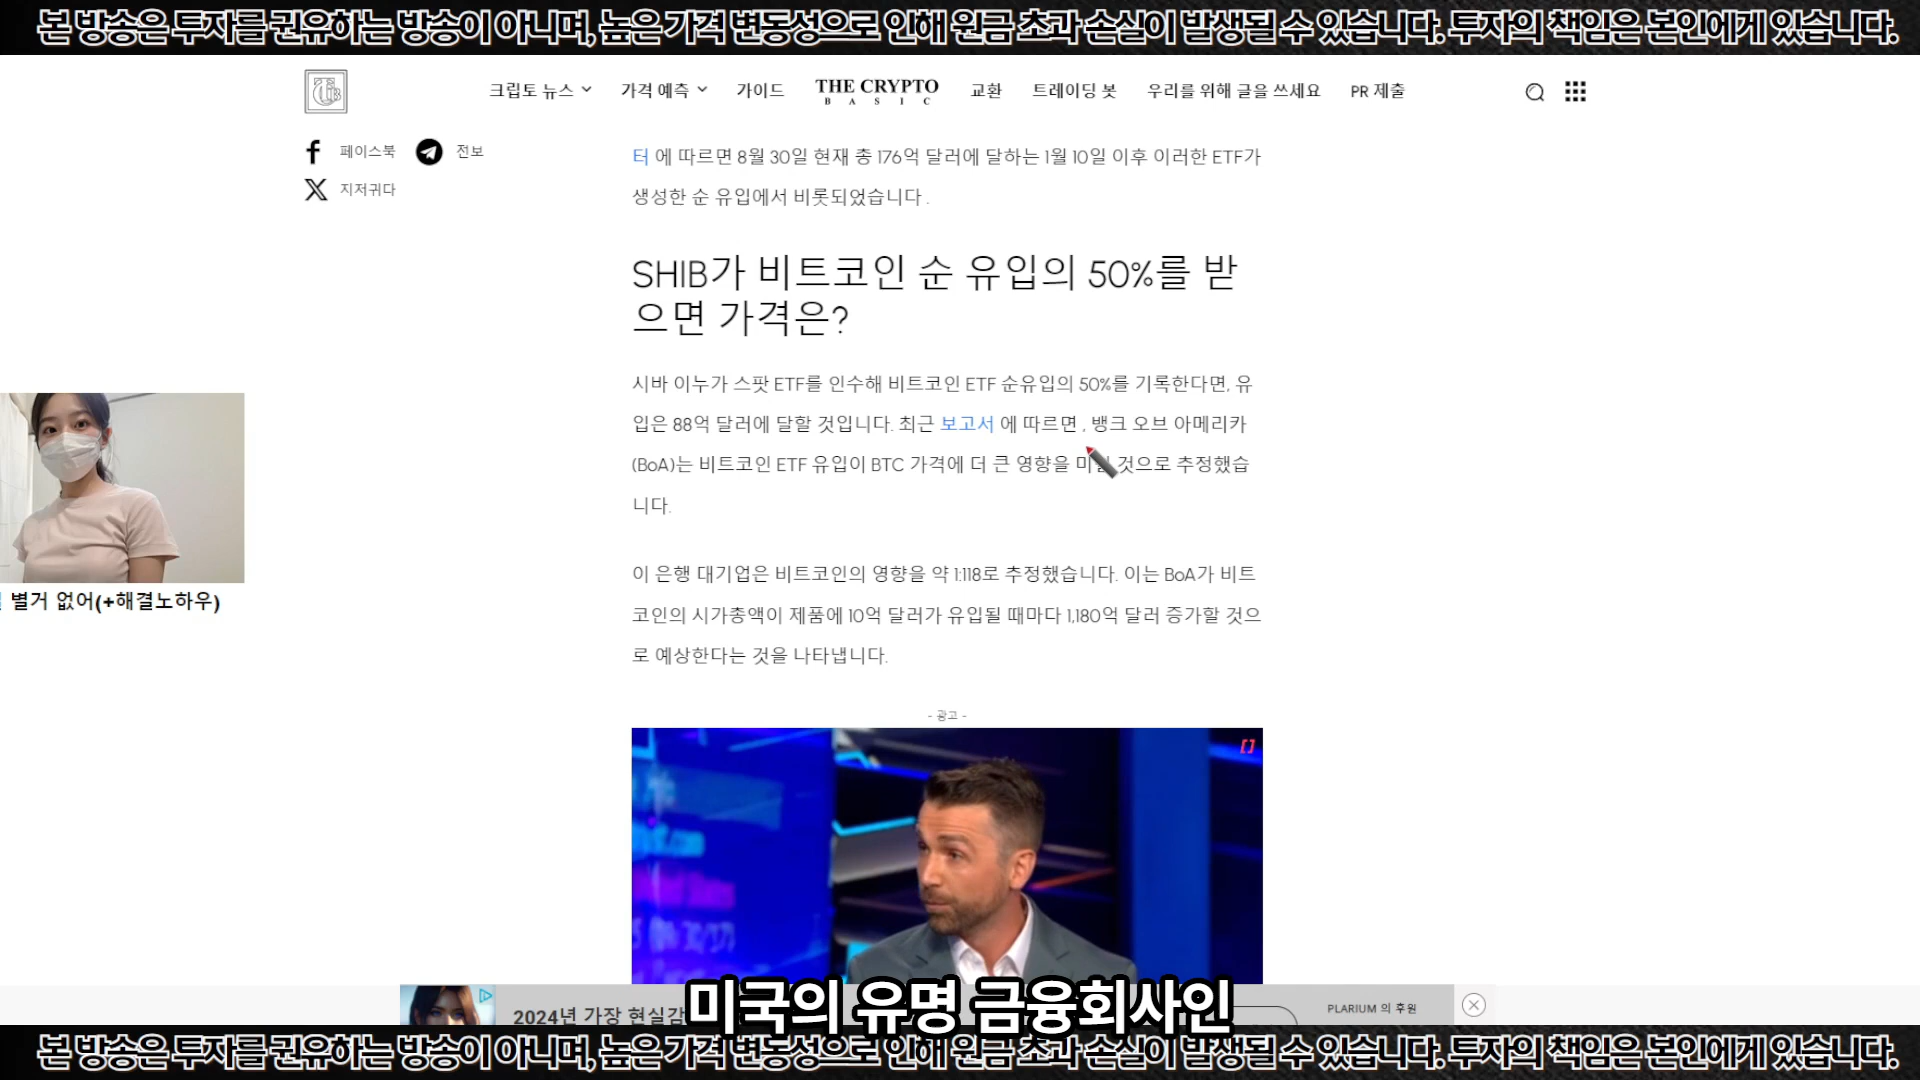 본 방송은 투자를 권유하는 방송이 아니며, 높은 가격 변동성으로 인해 원금 초과 손실이 발생될 수 있습니다. 투자의 책임은 본인에게 있습니다.
크립토 뉴스 가격 예측 가이드 THE CRYPTO BASIC 교환 트레이딩 봇 우리를 위해 글을 쓰세요 PR 제출
페이스북 전보
지저귀다
터 에 따르면 8월 30일 현재 총 176억 달러에 달하는 1월 10일 이후 이러한 ETF가
생성한 순 유입에서 비롯되었습니다 .
SHIB가 비트코인 순 유입의 50%를 받
으면 가격은?
시바 이누가 스팟 ETF를 인수해 비트코인 ETF 순유입의 50%를 기록한다면, 유
입은 88억 달러에 달할 것입니다. 최근 보고서 에 따르면 , 뱅크 오브 아메리카
(BoA)는 비트코인 ETF 유입이 BTC 가격에 더 큰 영향을 것으로 추정했습
니다.
별거 없어(+해결노하우)
이 은행 대기업은 비트코인의 영향을 약 1:118로 추정했습니다. 이는 BoA가 비트
코인의 시가총액이 제품에 10억 달러가 유입될 때마다 1,180억 달러 증가할 것으
로 예상한다는 것을 나타냅니다.
- 광고 -
2024년 가장 현실감
PLARIUM 의 후원
미국의 유명 금융회사인
본 방송은 투자를 권유하는 방송이 아니며, 높은 가격 변동성으로 인해 원금 초과 손실이 발생될 수 있습니다. 투자의 책임은 본인에게 있습니다.